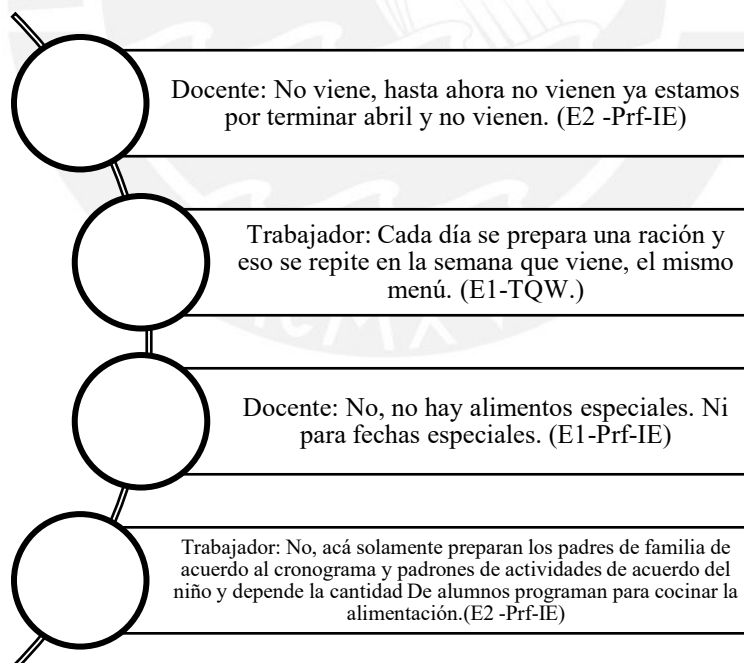 Docente: No viene, hasta ahora no vienen ya estamos
por terminar abril y no vienen. (E2 -Prf-IE)
Trabajador: Cada día se prepara una ración y
eso se repite en la semana que viene, el mismo
menú. (E1-TQW.)
Docente: No, no hay alimentos especiales. Ni
para fechas especiales. (E1-Prf-IE)
Trabajador: No, acá solamente preparan los padres de familia de
acuerdo al cronograma y padrones de actividades de acuerdo del
niño y depende la cantidad De alumnos programan para cocinar la
alimentación.(E2 -Prf-IE)